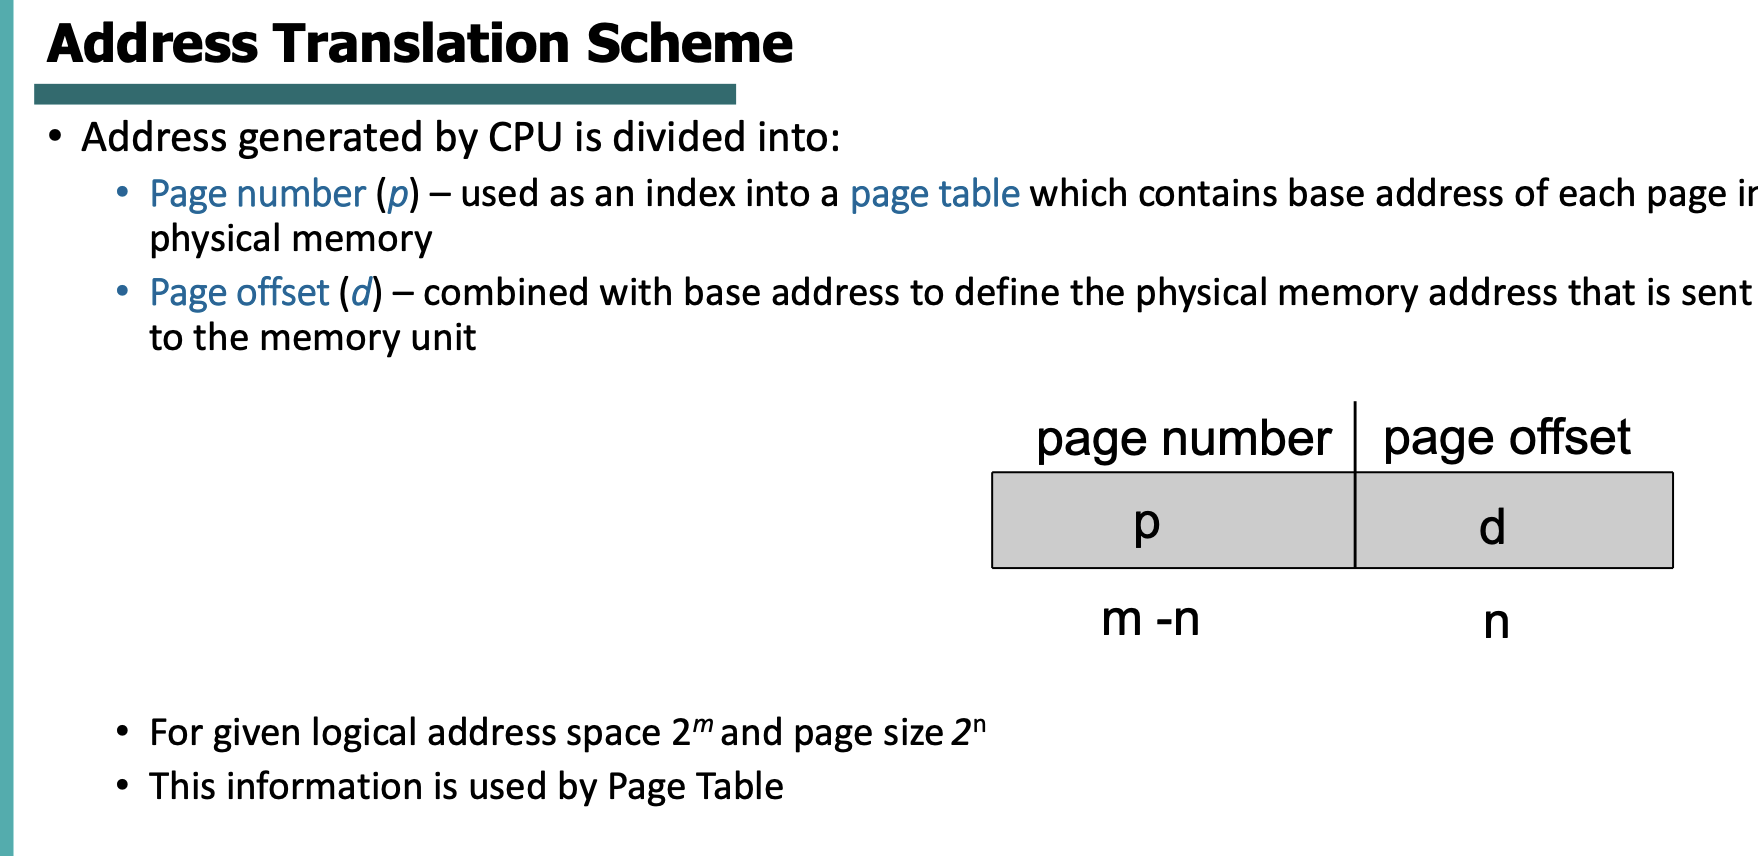 Address Translation Scheme
• Address generated by CPU is divided into:
• Page number (p) – used as an index into a page table which contains base address of each page
physical memory
• Page offset (d) – combined with base address to define the physical memory address that is sent
to the memory unit
page number page offset
p d
m -n n
• For given logical address space 2ᵐ and page size 2ⁿ
• This information is used by Page Table